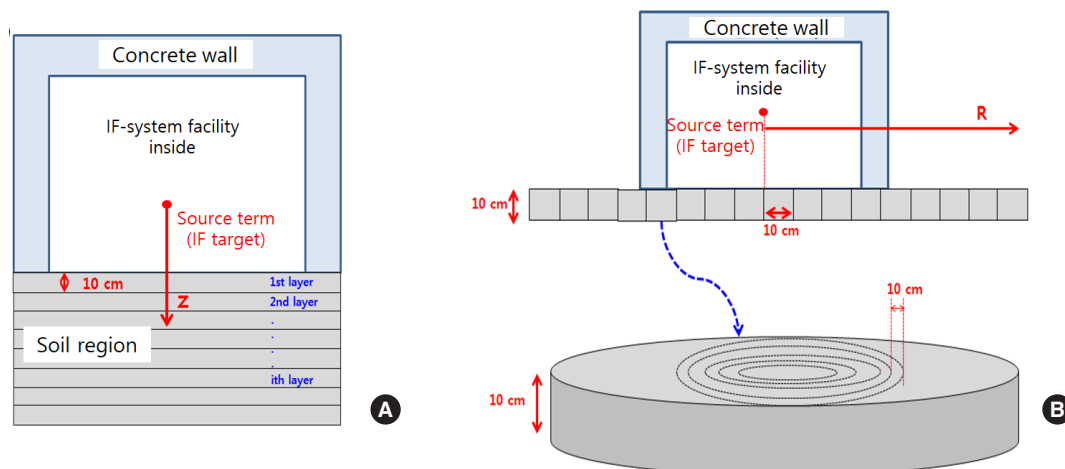 Concrete wall
IF-system facility
inside
Source term
(IF target)
10 cm
Z
1st layer
2nd layer
.
.
.
.
ith layer
Soil region
A
Concrete wall
IF-system facility
inside
Source term
(IF target)
R
10 cm
10 cm
10 cm
10 cm
B